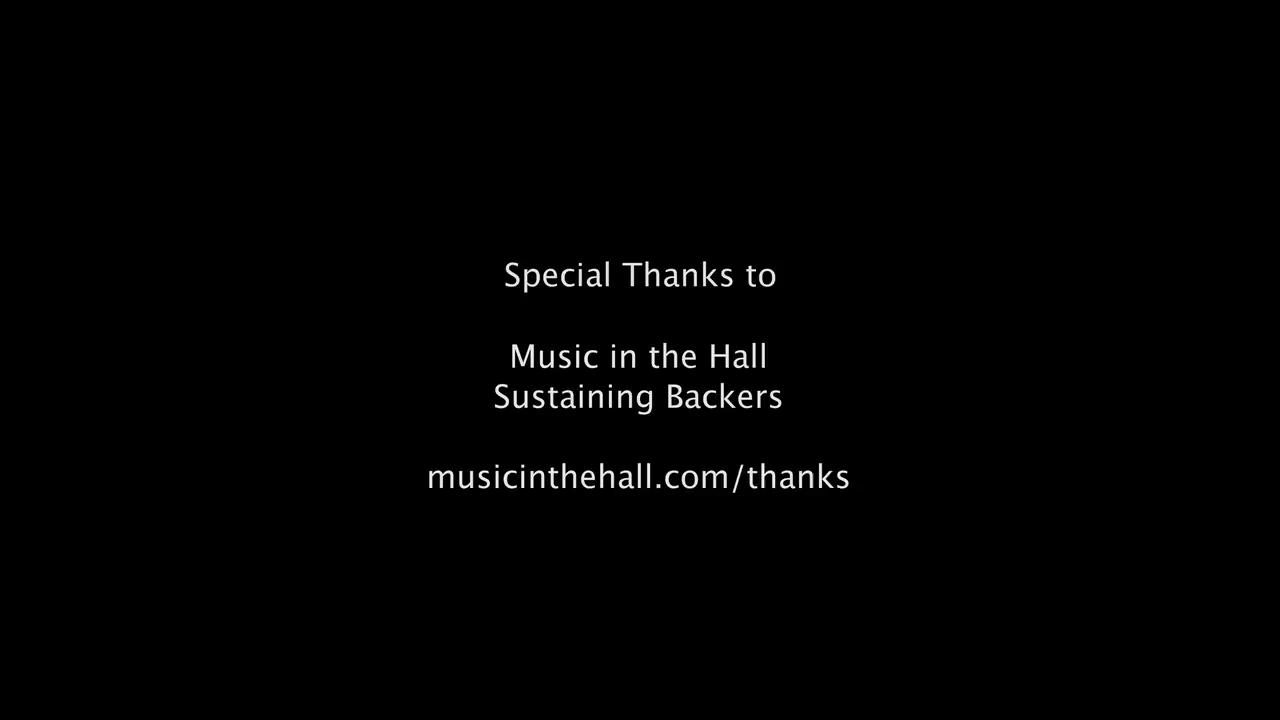 Special Thanks to
Music in the Hall
Sustaining Backers
musicinthehall.com/thanks